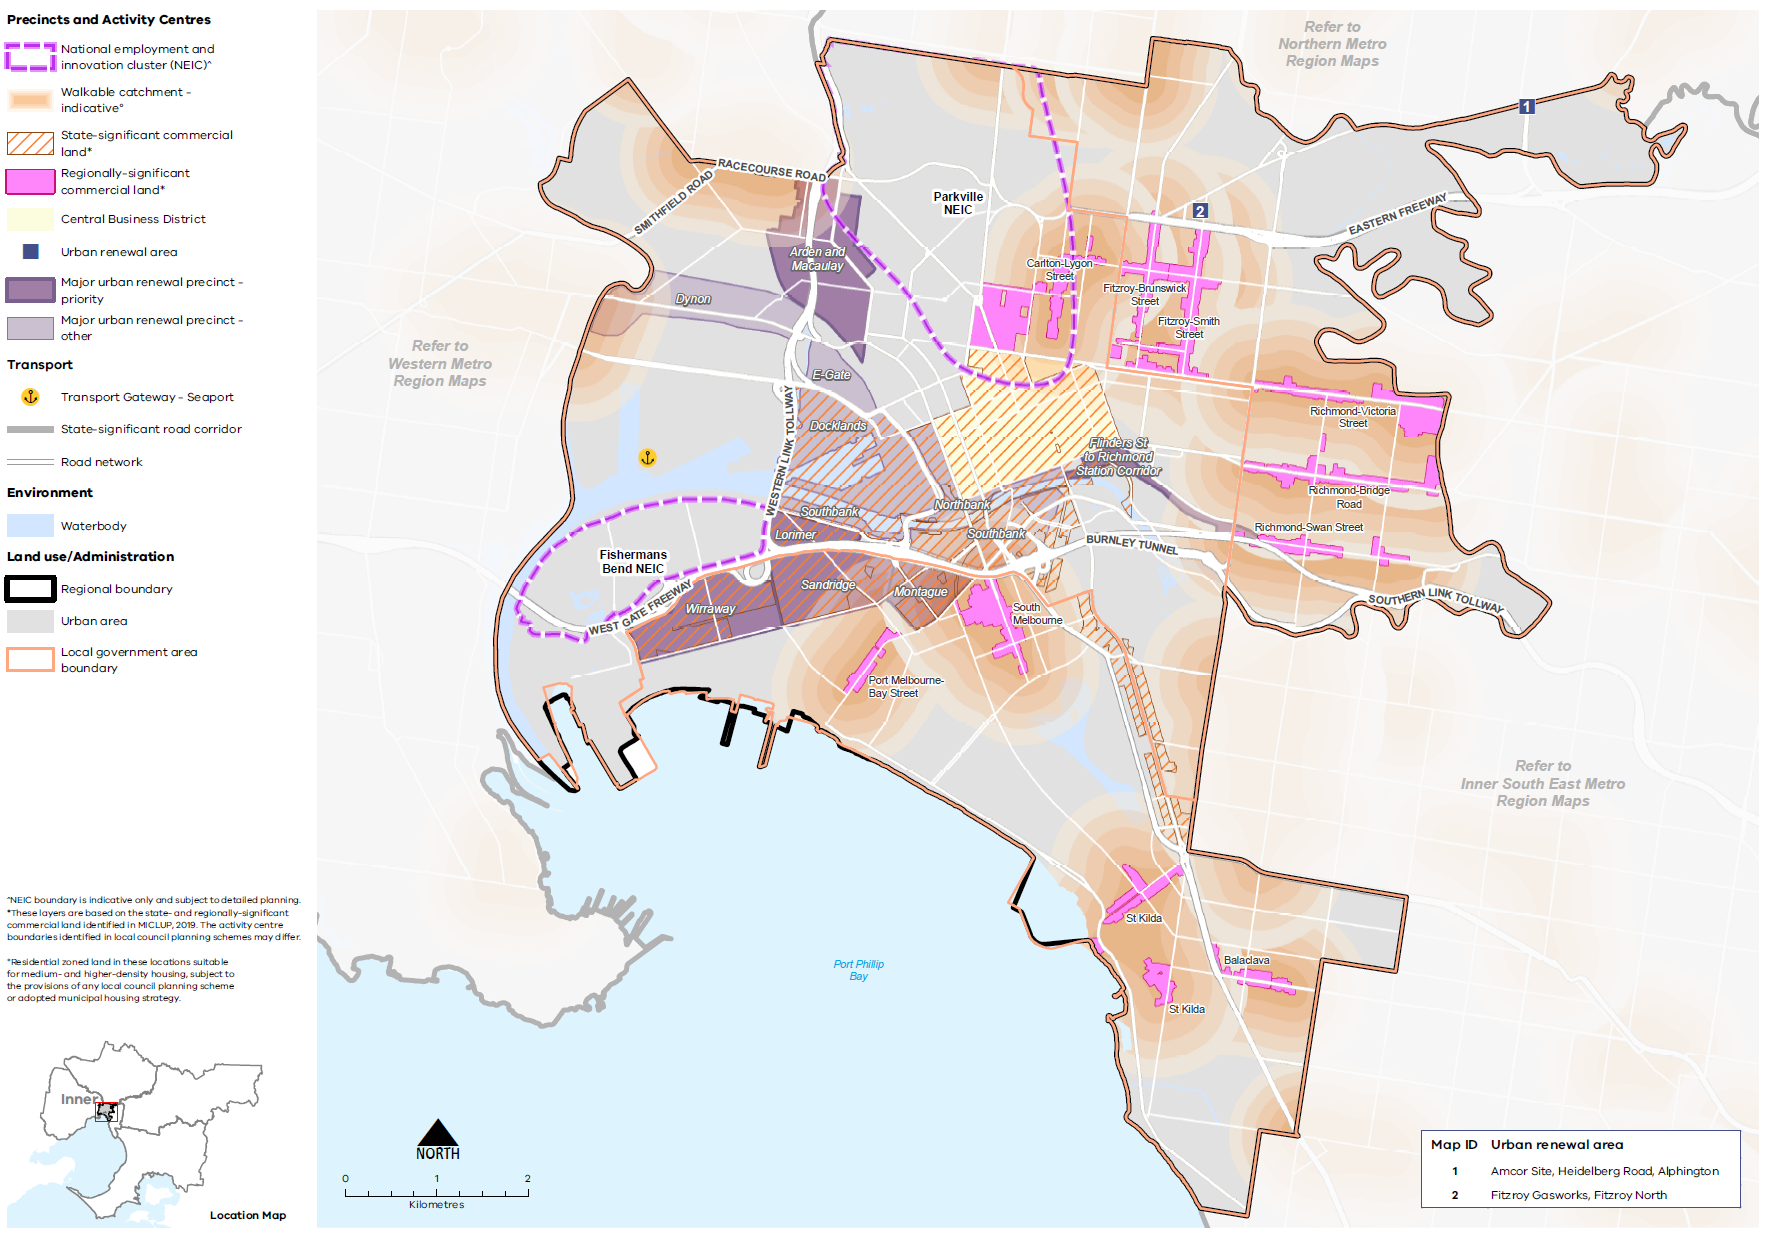 Precincts and Activity Centres
National employment and
innovation cluster (NEIC)^
Walkable catchment -
indicative°
State-significant commercial
land*
Regionally-significant
commercial land*
Central Business District
Urban renewal area
Major urban renewal precinct -
priority
Major urban renewal precinct -
other
Transport
Transport Gateway - Seaport
State-significant road corridor
Road network
Environment
Waterbody
Land use/Administration
Regional boundary
Urban area
Local government area
boundary
^NEIC boundary is indicative only and subject to detailed planning.
*These layers are based on the state- and regionally-significant
commercial land identified in MICLUP, 2019. The activity centre
boundaries identified in local council planning schemes may differ.
°Residential zoned land in these locations suitable
for medium- and higher-density housing, subject to
the provisions of any local council planning scheme
or adopted municipal housing strategy.
Inner
Location Map
Refer to
Northern Metro
Region Maps
1
RACECOURSE ROAD
SMITHFIELD ROAD
Parkville
NEIC
2
EASTERN FREEWAY
Arden and
Macaulay
Carlton-Lygon
Street
Fitzroy-Brunswick
Street
Dynon
Fitzroy-Smith
Street
Refer to
Western Metro
Region Maps
E-Gate
WESTERN LINK TOLLWAY
Docklands
Richmond-Victoria
Street
Flinders St
to Richmond
Station Corridor
Richmond-Bridge
Road
Northbank
Southbank
Richmond-Swan Street
Lorimer
Southbank
BURNLEY TUNNEL
Fishermans
Bend NEIC
Sandridge
Montague
WEST GATE FREEWAY
Wirraway
South
Melbourne
SOUTHERN LINK TOLLWAY
Port Melbourne-
Bay Street
Refer to
Inner South East Metro
Region Maps
St Kilda
Balaclava
Port Phillip
Bay
St Kilda
NORTH
0 1 2
Kilometres
Map ID Urban renewal area
1 Amcor Site, Heidelberg Road, Alphington
2 Fitzroy Gasworks, Fitzroy North